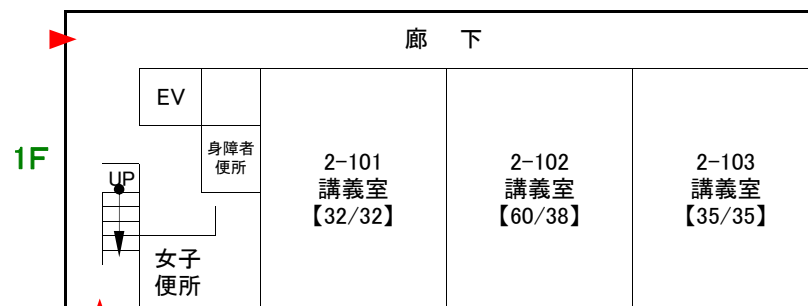 廊 下
EV
1F
身障者
便所
2-101
講義室
【32/32】
2-102
講義室
【60/38】
2-103
講義室
【35/35】
UP
女子
便所